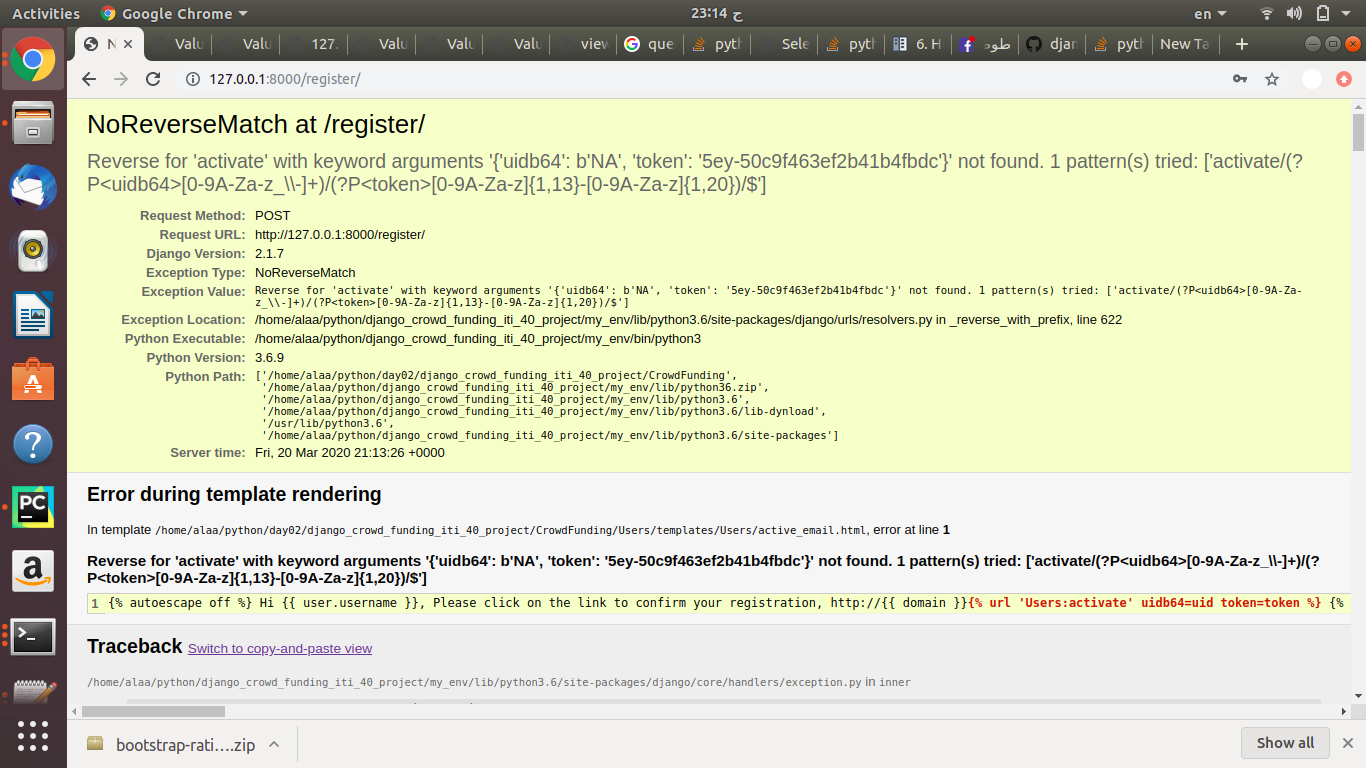 Activities Google Chrome 23:14 ج en
N Valu Valu 127. Valu Valu Valu view que pyth Sele pyth 6. H طوص djan pyth New Ta
127.0.0.1:8000/register/
NoReverseMatch at /register/
Reverse for 'activate' with keyword arguments '{'uidb64': b'NA', 'token': '5ey-50c9f463ef2b41b4fbdc'}' not found. 1 pattern(s) tried: ['activate/(?
P<uidb64>[0-9A-Za-z_\\-]+)/(?P<token>[0-9A-Za-z]{1,13}-[0-9A-Za-z]{1,20})/$']
Request Method: POST
Request URL: http://127.0.0.1:8000/register/
Django Version: 2.1.7
Exception Type: NoReverseMatch
Exception Value: Reverse for 'activate' with keyword arguments '{'uidb64': b'NA', 'token': '5ey-50c9f463ef2b41b4fbdc'}' not found. 1 pattern(s) tried: ['activate/(?P<uidb64>[0-9A-Za-
z_\\-]+)/(?P<token>[0-9A-Za-z]{1,13}-[0-9A-Za-z]{1,20})/$']
Exception Location: /home/alaa/python/django_crowd_funding_iti_40_project/my_env/lib/python3.6/site-packages/django/urls/resolvers.py in _reverse_with_prefix, line 622
Python Executable: /home/alaa/python/django_crowd_funding_iti_40_project/my_env/bin/python3
Python Version: 3.6.9
Python Path: ['/home/alaa/python/day02/django_crowd_funding_iti_40_project/CrowdFunding',
'/home/alaa/python/django_crowd_funding_iti_40_project/my_env/lib/python36.zip',
'/home/alaa/python/django_crowd_funding_iti_40_project/my_env/lib/python3.6',
'/home/alaa/python/django_crowd_funding_iti_40_project/my_env/lib/python3.6/lib-dynload',
'/usr/lib/python3.6',
'/home/alaa/python/django_crowd_funding_iti_40_project/my_env/lib/python3.6/site-packages']
Server time: Fri, 20 Mar 2020 21:13:26 +0000
Error during template rendering
In template /home/alaa/python/day02/django_crowd_funding_iti_40_project/CrowdFunding/Users/templates/Users/active_email.html, error at line 1
Reverse for 'activate' with keyword arguments '{'uidb64': b'NA', 'token': '5ey-50c9f463ef2b41b4fbdc'}' not found. 1 pattern(s) tried: ['activate/(?P<uidb64>[0-9A-Za-z_\\-]+)/(?
P<token>[0-9A-Za-z]{1,13}-[0-9A-Za-z]{1,20})/$']
1 {% autoescape off %} Hi {{ user.username }}, Please click on the link to confirm your registration, http://{{ domain }}{% url 'Users:activate' uidb64=uid token=token %} {%
Traceback Switch to copy-and-paste view
/home/alaa/python/django_crowd_funding_iti_40_project/my_env/lib/python3.6/site-packages/django/core/handlers/exception.py in inner
PC
a
bootstrap-rati….zip Show all